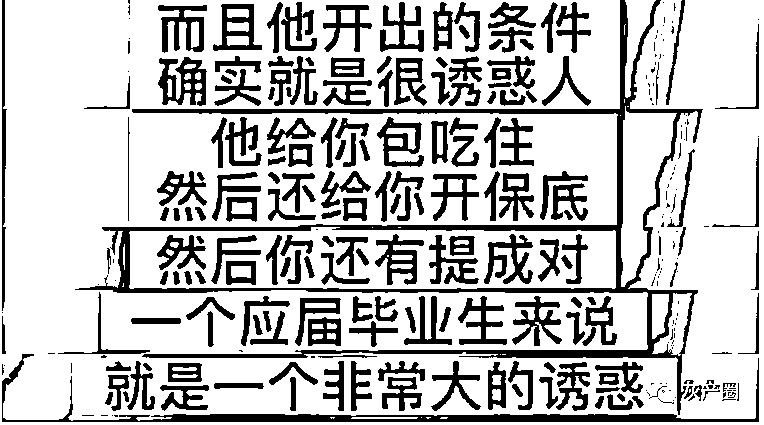 而且他开出的条件
确实就是很诱惑人
他给你包吃住
然后还给你开保底
然后你还有提成对
一个应届毕业生来说
就是一个非常大的诱惑
灰产圈